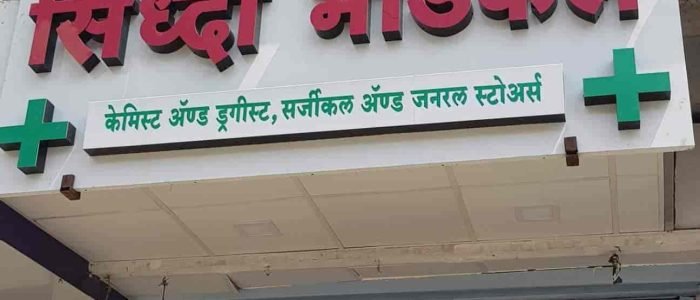 सिध्दी मेडिकल
केमिस्ट ॲण्ड ड्रगीस्ट, सर्जीकल ॲण्ड जनरल स्टोअर्स